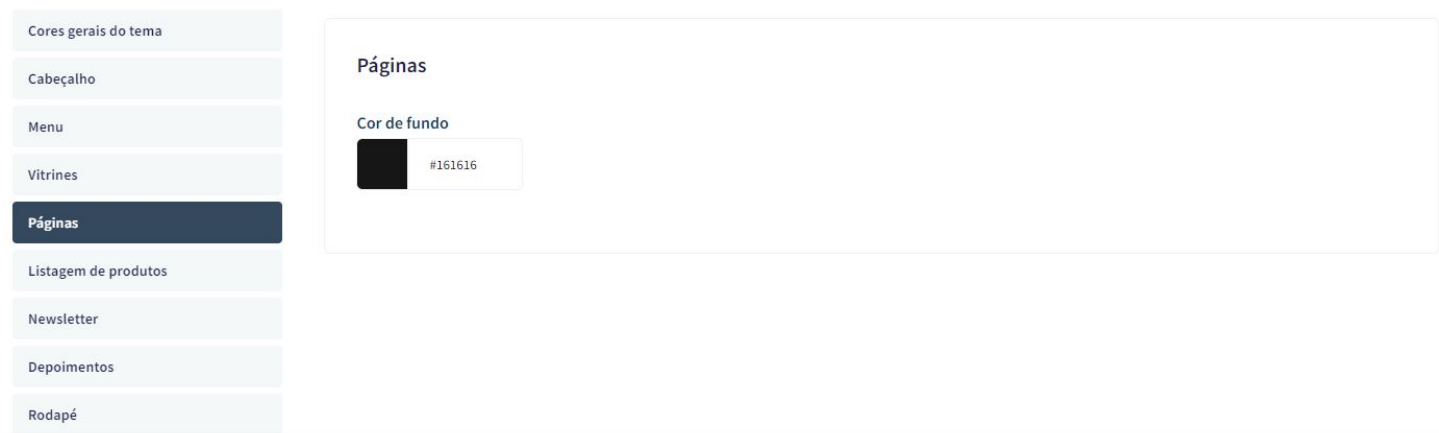 Cores gerais do tema
Cabeçalho
Menu
Vitrines
Páginas
Listagem de produtos
Newsletter
Depoimentos
Rodapé
Páginas
Cor de fundo
#161616